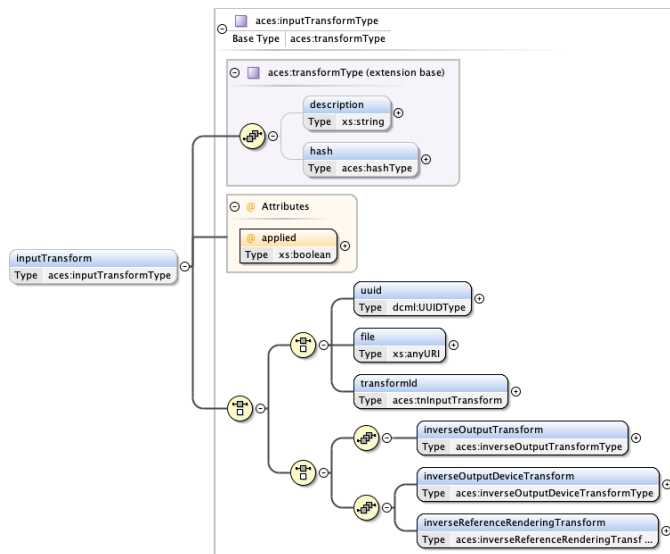 aces:inputTransformType
Base Type aces:transformType
aces:transformType (extension base)
description
Type xs:string
hash
Type aces:hashType
@ Attributes
@ applied
Type xs:boolean
inputTransform
Type aces:inputTransformType
uuid
Type dcml:UUIDType
file
Type xs:anyURI
transformId
Type aces:tnInputTransform
inverseOutputTransform
Type aces:inverseOutputTransformType
inverseOutputDeviceTransform
Type aces:inverseOutputDeviceTransformType
inverseReferenceRenderingTransform
Type aces:inverseReferenceRenderingTransf ...